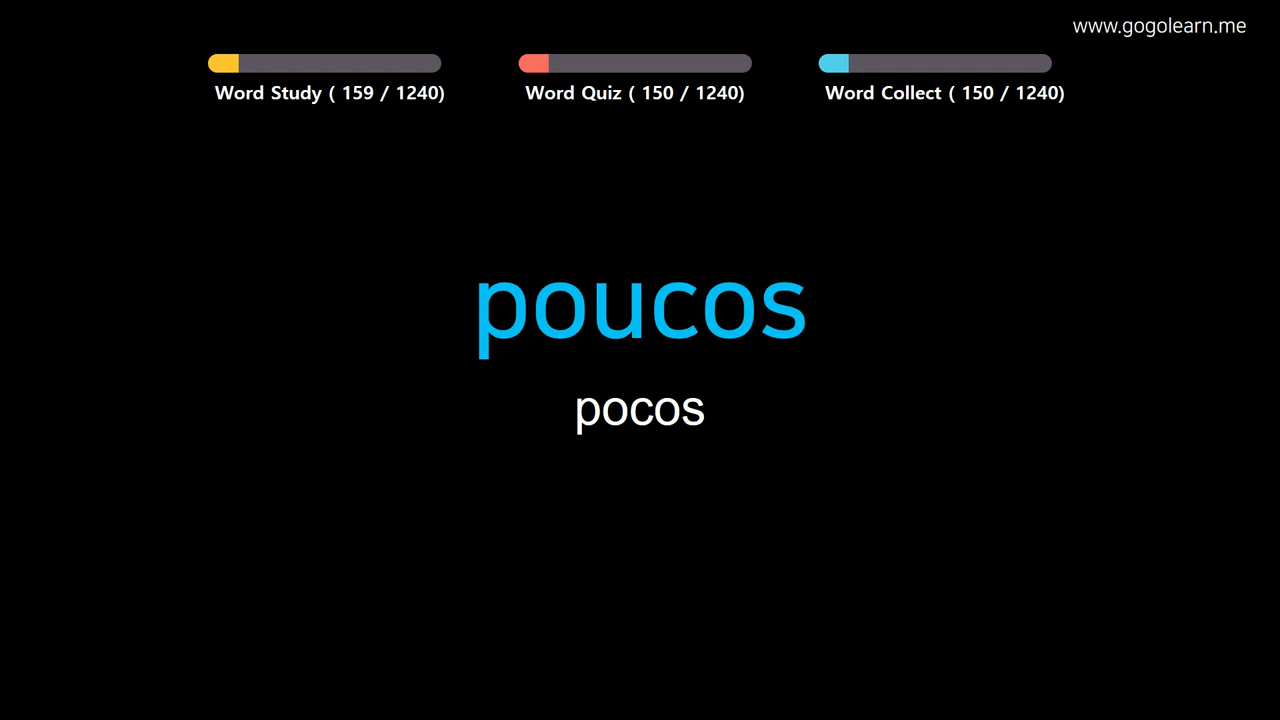 www.gogolearn.me
Word Study ( 159 / 1240)
Word Quiz ( 150 / 1240)
Word Collect ( 150 / 1240)
poucos
pocos